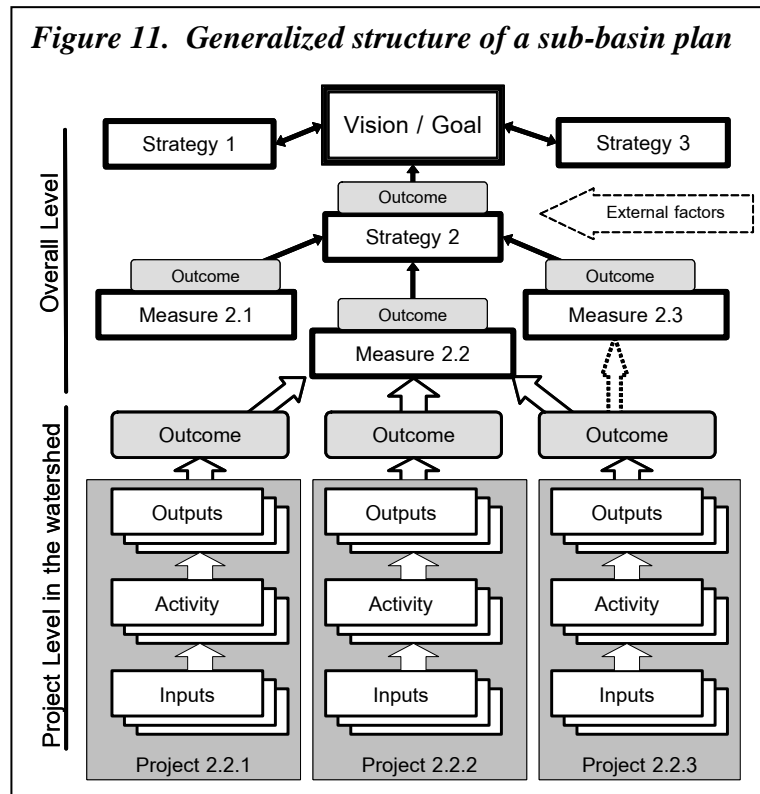 Figure 11. Generalized structure of a sub-basin plan
Vision / Goal
Strategy 1
Strategy 3
Outcome
External factors
Strategy 2
Outcome
Outcome
Measure 2.1
Outcome
Measure 2.3
Measure 2.2
Overall Level
Outcome
Outcome
Outcome
Outputs
Outputs
Outputs
Activity
Activity
Activity
Inputs
Inputs
Inputs
Project 2.2.1
Project 2.2.2
Project 2.2.3
Project Level in the watershed